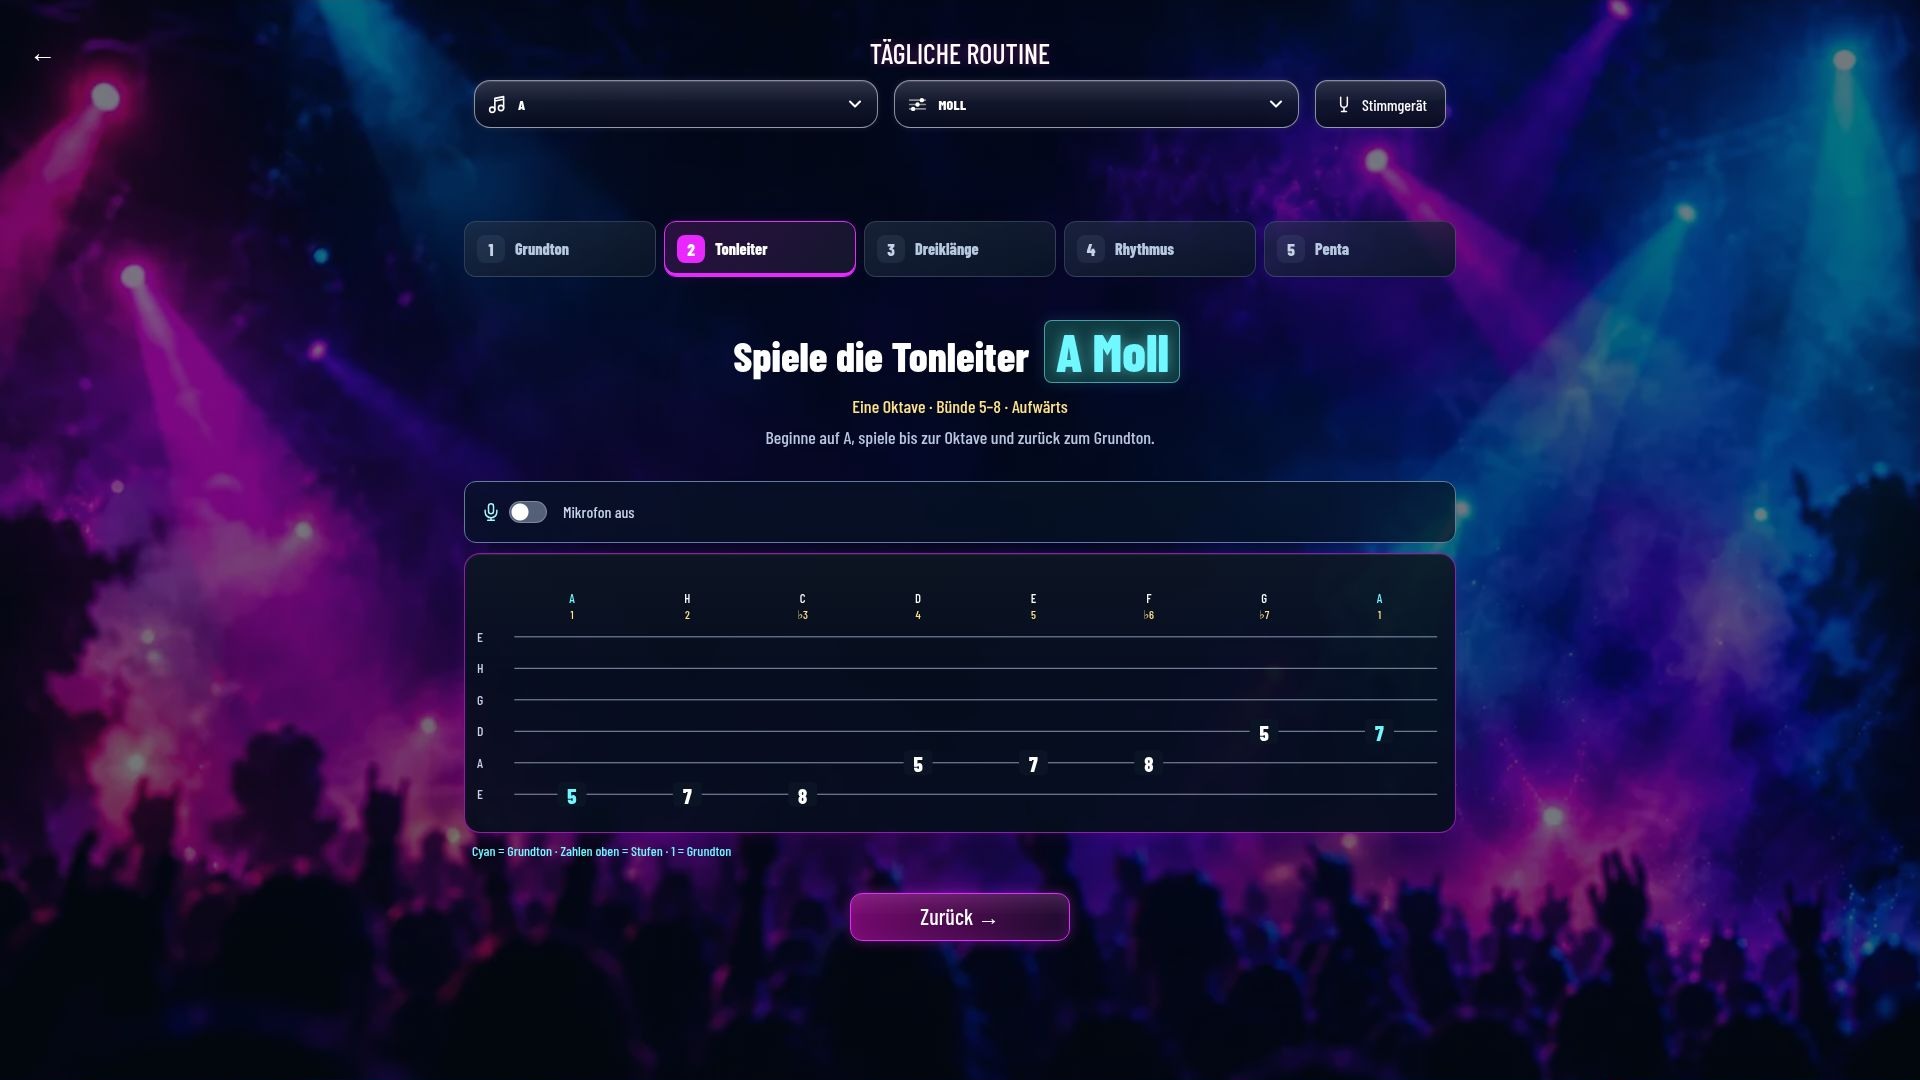 ←
TÄGLICHE ROUTINE
A
MOLL
Stimmgerät
1 Grundton
2 Tonleiter
3 Dreiklänge
4 Rhythmus
5 Penta
Spiele die Tonleiter A Moll
Eine Oktave · Bünde 5–8 · Aufwärts
Beginne auf A, spiele bis zur Oktave und zurück zum Grundton.
Mikrofon aus
A H C D E F G A
1 2 ♭3 4 5 ♭6 ♭7 1
E
H
G
D 5 7
A 5 7 8
E 5 7 8
Cyan = Grundton · Zahlen oben = Stufen · 1 = Grundton
Zurück →